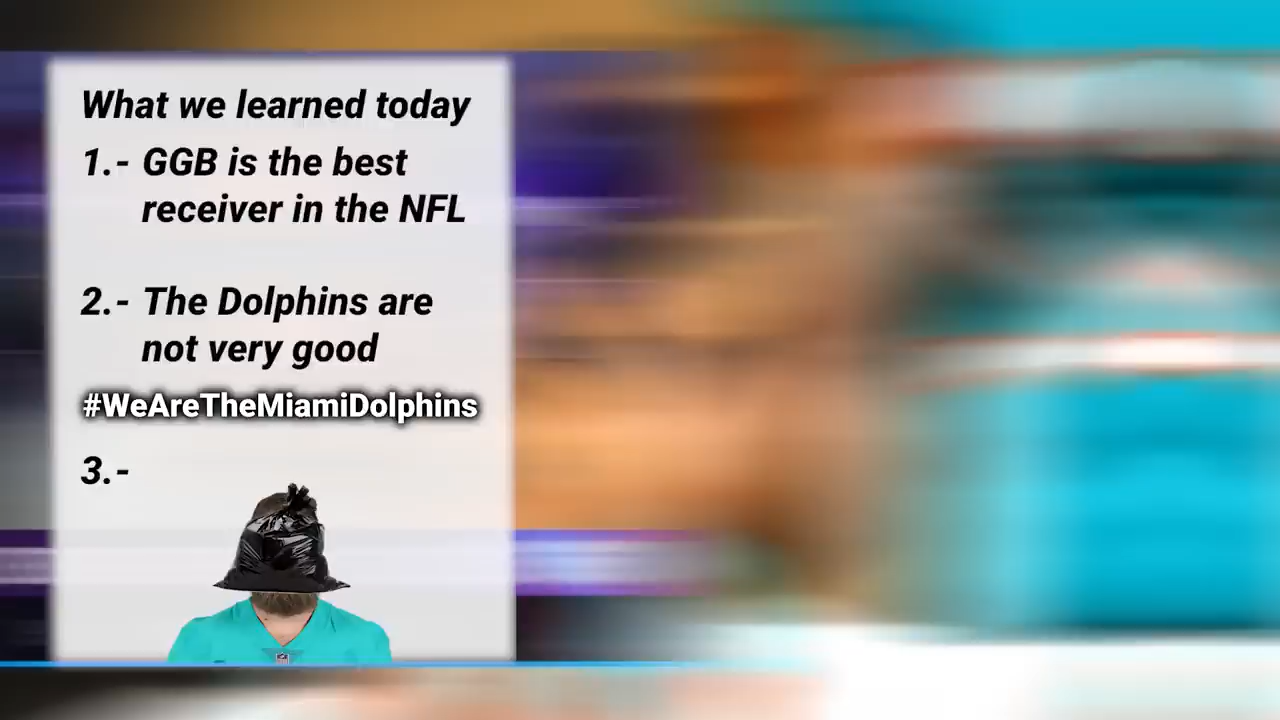 What we learned today
1.- GGB is the best
receiver in the NFL
2.- The Dolphins are
not very good
#WeAreTheMiamiDolphins
3.-